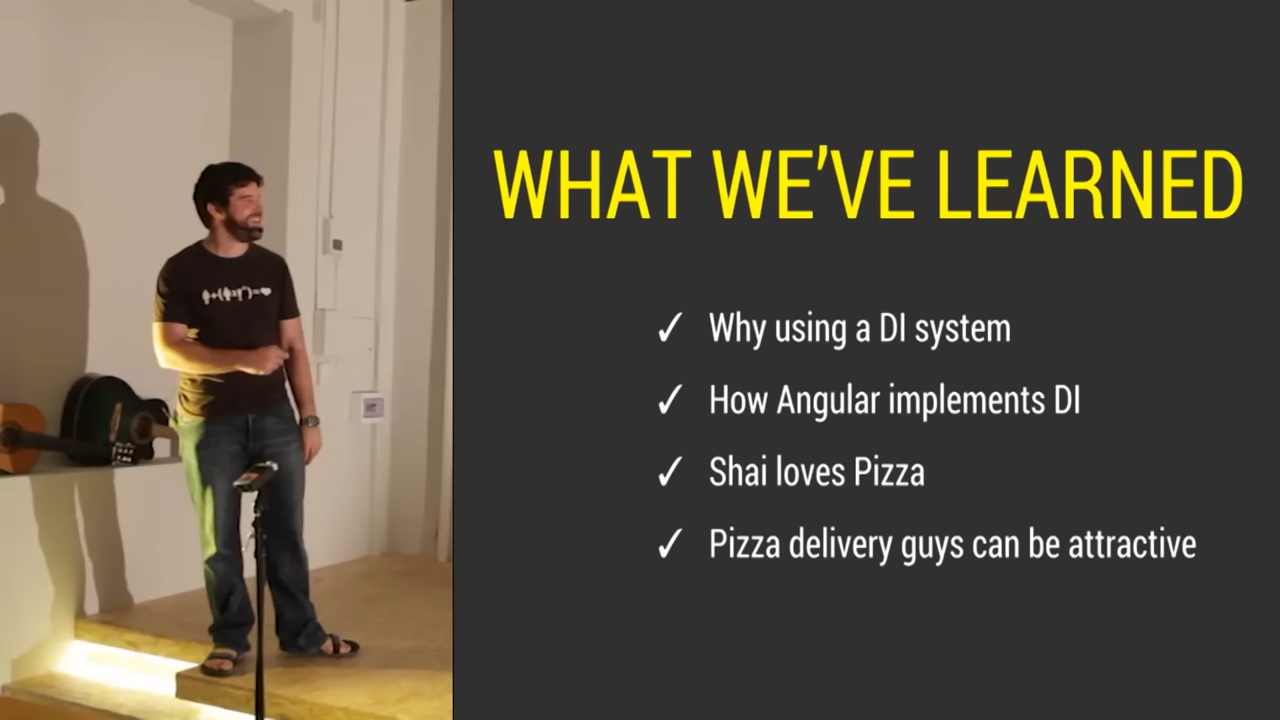 WHAT WE'VE LEARNED
✓ Why using a DI system
✓ How Angular implements DI
✓ Shai loves Pizza
✓ Pizza delivery guys can be attractive